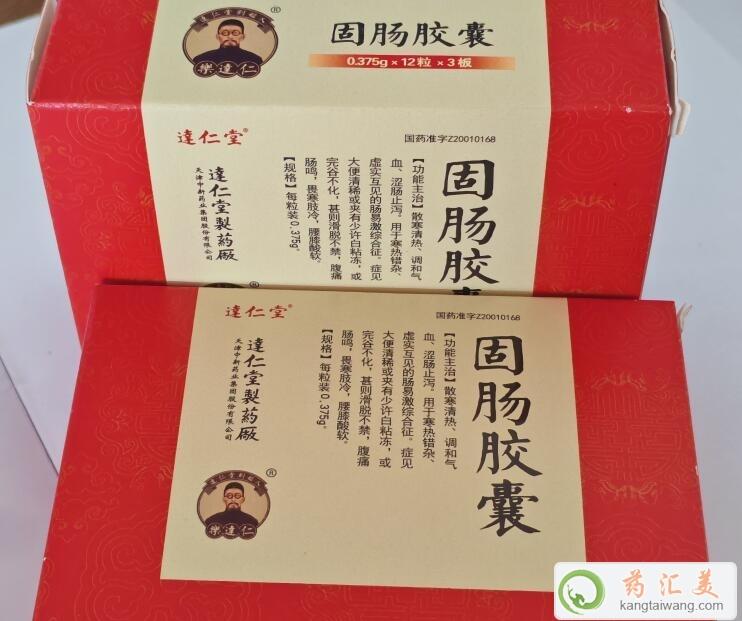 達仁堂創始人
®
樂達仁
固肠胶囊
0.375g×12粒×3板
達仁堂®
国药准字Z20010168
固肠胶囊
【功能主治】散寒清热、调和气
血、涩肠止泻。用于寒热错杂、
虚实互见的肠易激综合征。症见
大便清稀或夹有少许白粘冻，或
完谷不化，甚则滑脱不禁，腹痛
肠鸣，畏寒肢冷，腰膝酸软。
【规格】每粒装0.375g。
達仁堂製药廠
天津中新药业集团股份有限公司
®
達仁堂®
国药准字Z20010168
固肠胶囊
【功能主治】散寒清热、调和气
血、涩肠止泻。用于寒热错杂、
虚实互见的肠易激综合征。症见
大便清稀或夹有少许白粘冻，或
完谷不化，甚则滑脱不禁，腹痛
肠鸣，畏寒肢冷，腰膝酸软。
【规格】每粒装0.375g。
達仁堂製药廠
天津中新药业集团股份有限公司
達仁堂創始人
®
樂達仁
药汇美
kangtaiwang.com